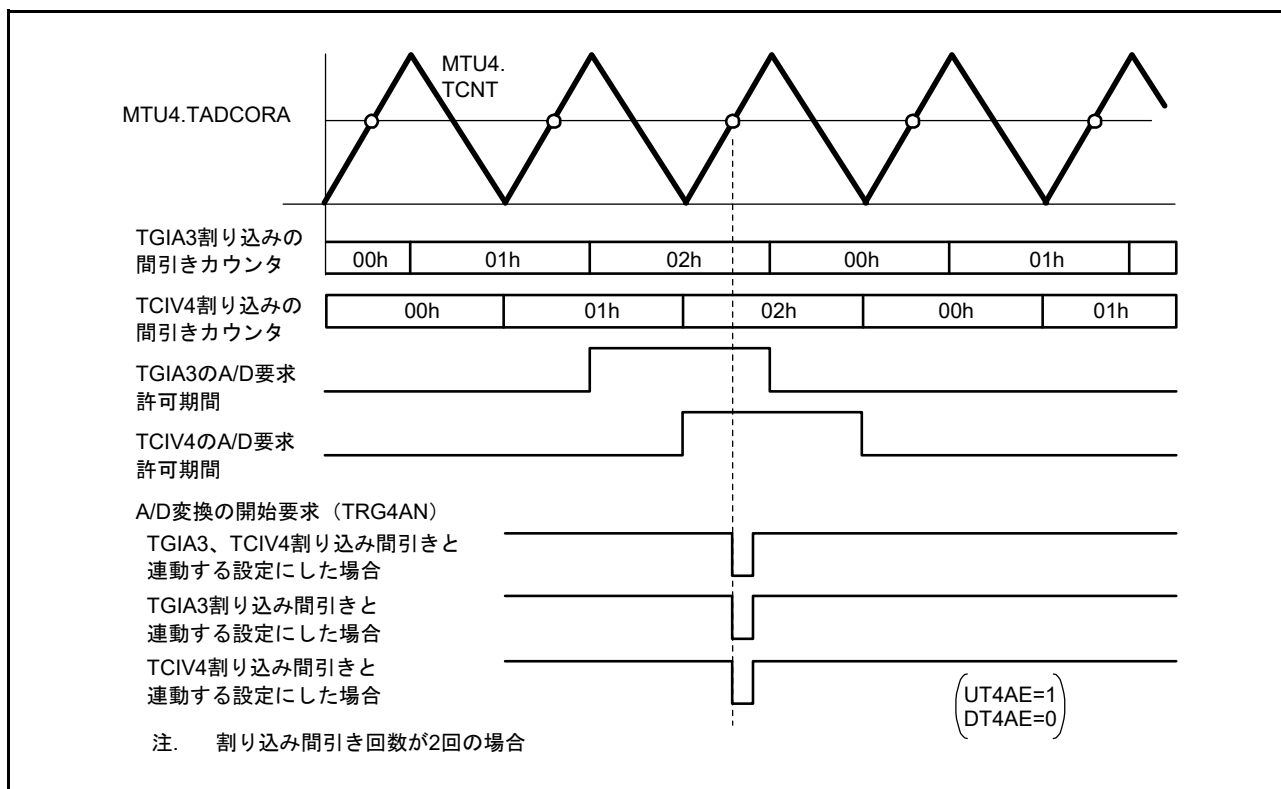 MTU4.
TCNT
MTU4.TADCORA
TGIA3割り込みの
間引きカウンタ
00h 01h 02h 00h 01h
TCIV4割り込みの
間引きカウンタ
00h 01h 02h 00h 01h
TGIA3のA/D要求
許可期間
TCIV4のA/D要求
許可期間
A/D変換の開始要求（TRG4AN）
TGIA3、TCIV4割り込み間引きと
連動する設定にした場合
TGIA3割り込み間引きと
連動する設定にした場合
TCIV4割り込み間引きと
連動する設定にした場合
UT4AE=1
DT4AE=0
注. 割り込み間引き回数が2回の場合